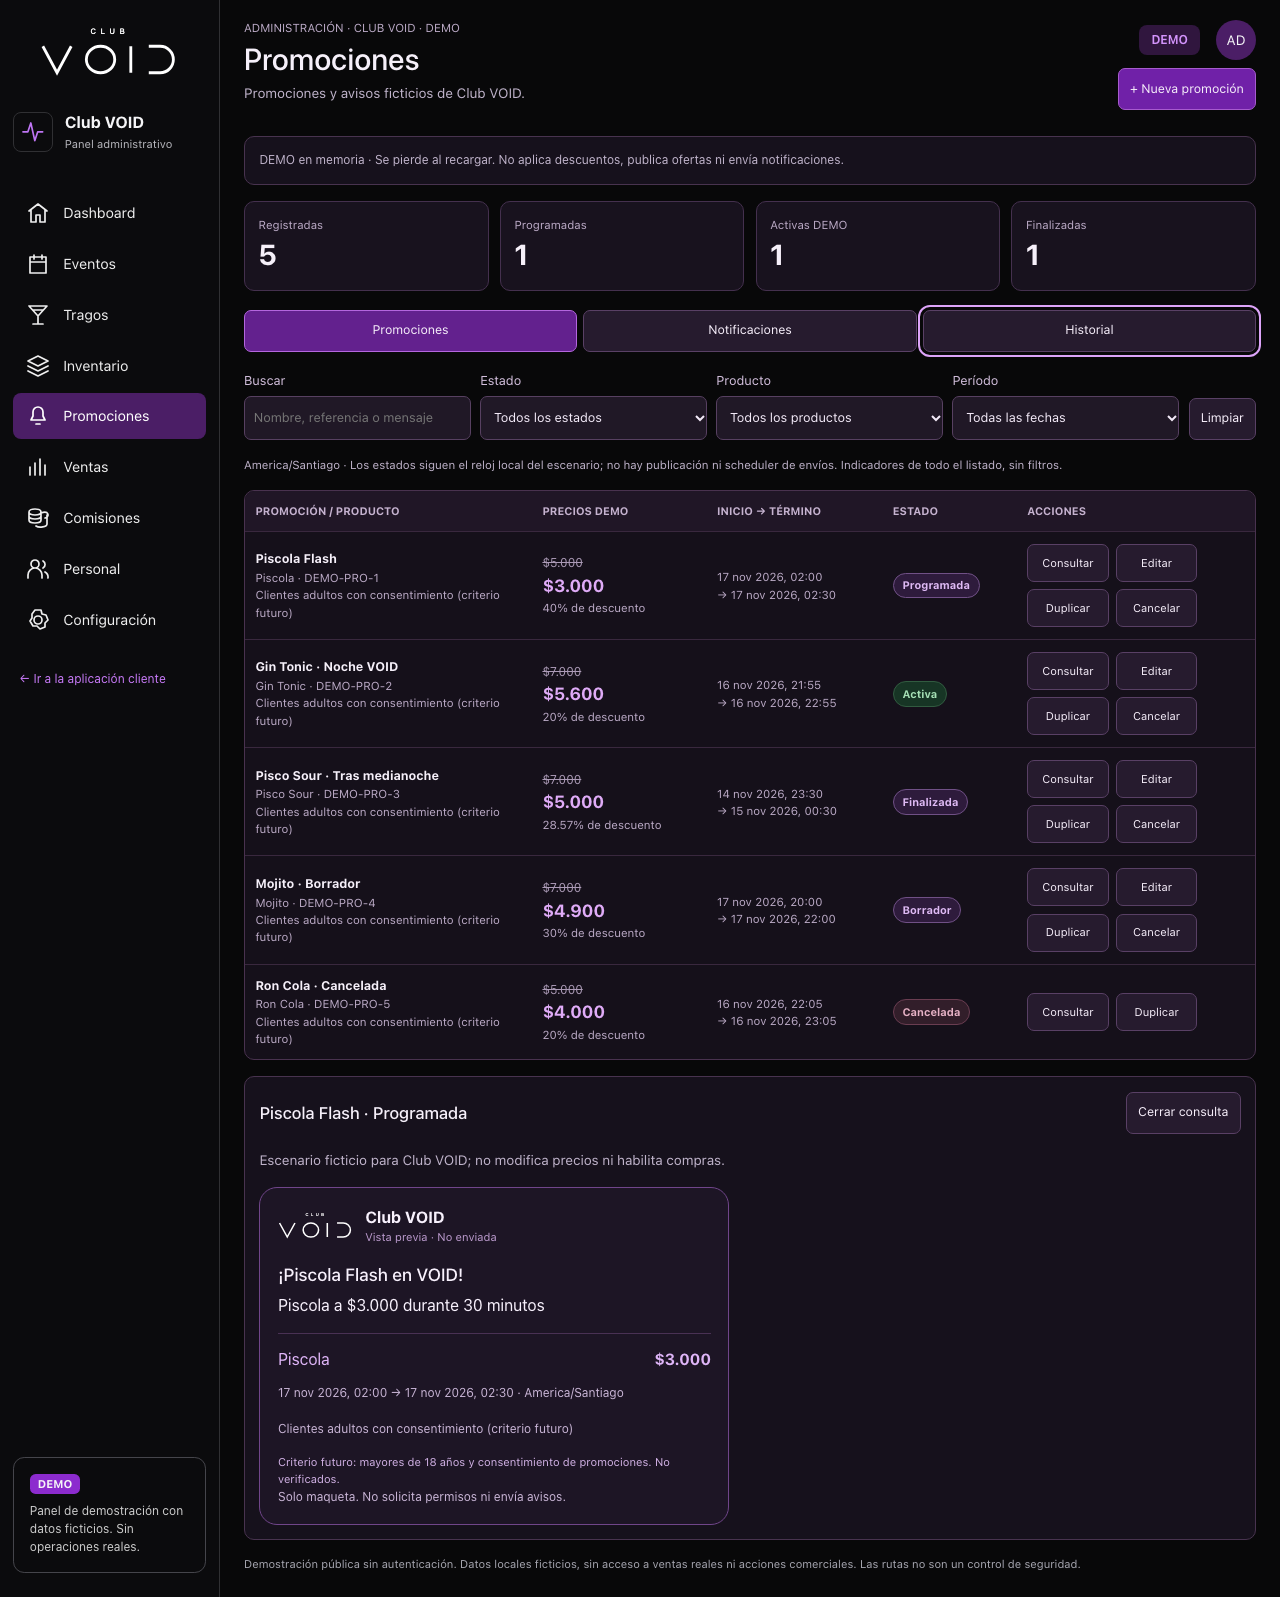 CLUB
VOID
Club VOID
Panel administrativo
Dashboard
Eventos
Tragos
Inventario
Promociones
Ventas
Comisiones
Personal
Configuración
← Ir a la aplicación cliente
DEMO
Panel de demostración con
datos ficticios. Sin
operaciones reales.
ADMINISTRACIÓN · CLUB VOID · DEMO
Promociones
Promociones y avisos ficticios de Club VOID.
DEMO
AD
+ Nueva promoción
DEMO en memoria · Se pierde al recargar. No aplica descuentos, publica ofertas ni envía notificaciones.
Registradas
5
Programadas
1
Activas DEMO
1
Finalizadas
1
Promociones
Notificaciones
Historial
Buscar
Estado
Producto
Período
Nombre, referencia o mensaje
Todos los estados
Todos los productos
Todas las fechas
Limpiar
America/Santiago · Los estados siguen el reloj local del escenario; no hay publicación ni scheduler de envíos. Indicadores de todo el listado, sin filtros.
PROMOCIÓN / PRODUCTO
PRECIOS DEMO
INICIO → TÉRMINO
ESTADO
ACCIONES
Piscola Flash
Piscola · DEMO-PRO-1
Clientes adultos con consentimiento (criterio
futuro)
$5.000
$3.000
40% de descuento
17 nov 2026, 02:00
→ 17 nov 2026, 02:30
Programada
Consultar
Editar
Duplicar
Cancelar
Gin Tonic · Noche VOID
Gin Tonic · DEMO-PRO-2
Clientes adultos con consentimiento (criterio
futuro)
$7.000
$5.600
20% de descuento
16 nov 2026, 21:55
→ 16 nov 2026, 22:55
Activa
Consultar
Editar
Duplicar
Cancelar
Pisco Sour · Tras medianoche
Pisco Sour · DEMO-PRO-3
Clientes adultos con consentimiento (criterio
futuro)
$7.000
$5.000
28.57% de descuento
14 nov 2026, 23:30
→ 15 nov 2026, 00:30
Finalizada
Consultar
Editar
Duplicar
Cancelar
Mojito · Borrador
Mojito · DEMO-PRO-4
Clientes adultos con consentimiento (criterio
futuro)
$7.000
$4.900
30% de descuento
17 nov 2026, 20:00
→ 17 nov 2026, 22:00
Borrador
Consultar
Editar
Duplicar
Cancelar
Ron Cola · Cancelada
Ron Cola · DEMO-PRO-5
Clientes adultos con consentimiento (criterio
futuro)
$5.000
$4.000
20% de descuento
16 nov 2026, 22:05
→ 16 nov 2026, 23:05
Cancelada
Consultar
Duplicar
Piscola Flash · Programada
Cerrar consulta
Escenario ficticio para Club VOID; no modifica precios ni habilita compras.
CLUB
VOID
Club VOID
Vista previa · No enviada
¡Piscola Flash en VOID!
Piscola a $3.000 durante 30 minutos
Piscola
$3.000
17 nov 2026, 02:00 → 17 nov 2026, 02:30 · America/Santiago
Clientes adultos con consentimiento (criterio futuro)
Criterio futuro: mayores de 18 años y consentimiento de promociones. No
verificados.
Solo maqueta. No solicita permisos ni envía avisos.
Demostración pública sin autenticación. Datos locales ficticios, sin acceso a ventas reales ni acciones comerciales. Las rutas no son un control de seguridad.